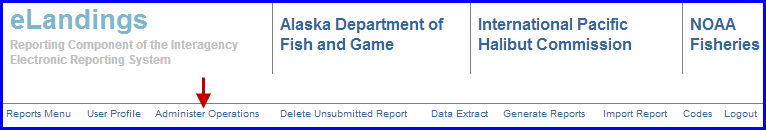 eLandings
Reporting Component of the Interagency
Electronic Reporting System
Alaska Department of
Fish and Game
International Pacific
Halibut Commission
NOAA
Fisheries
Reports Menu User Profile Administer Operations Delete Unsubmitted Report Data Extract Generate Reports Import Report Codes Logout